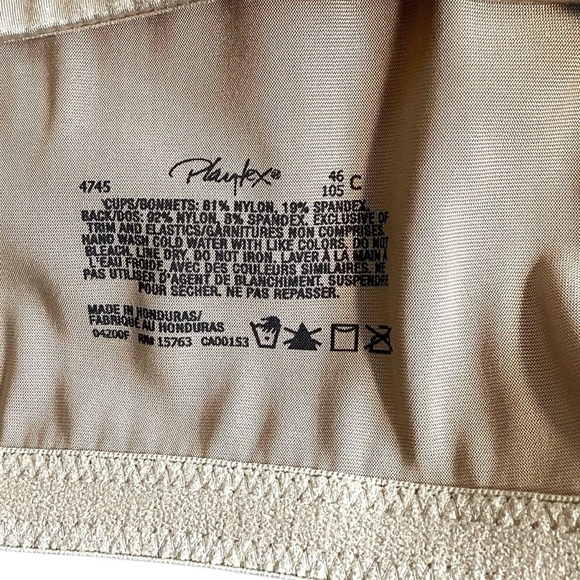 Playtex®
4745
46
105 C
CUPS/BONNETS: 81% NYLON, 19% SPANDEX.
BACK/DOS: 92% NYLON, 8% SPANDEX, EXCLUSIVE OF
TRIM AND ELASTICS/GARNITURES NON COMPRISES.
HAND WASH COLD WATER WITH LIKE COLORS. DO NOT
BLEACH. LINE DRY. DO NOT IRON. LAVER À LA MAIN À
L'EAU FROIDE AVEC DES COULEURS SIMILAIRES. NE
PAS UTILISER D'AGENT DE BLANCHIMENT. SUSPENDRE
POUR SÉCHER. NE PAS REPASSER.
MADE IN HONDURAS/
FABRIQUÉ AU HONDURAS
04200F RN# 15763 CA00153